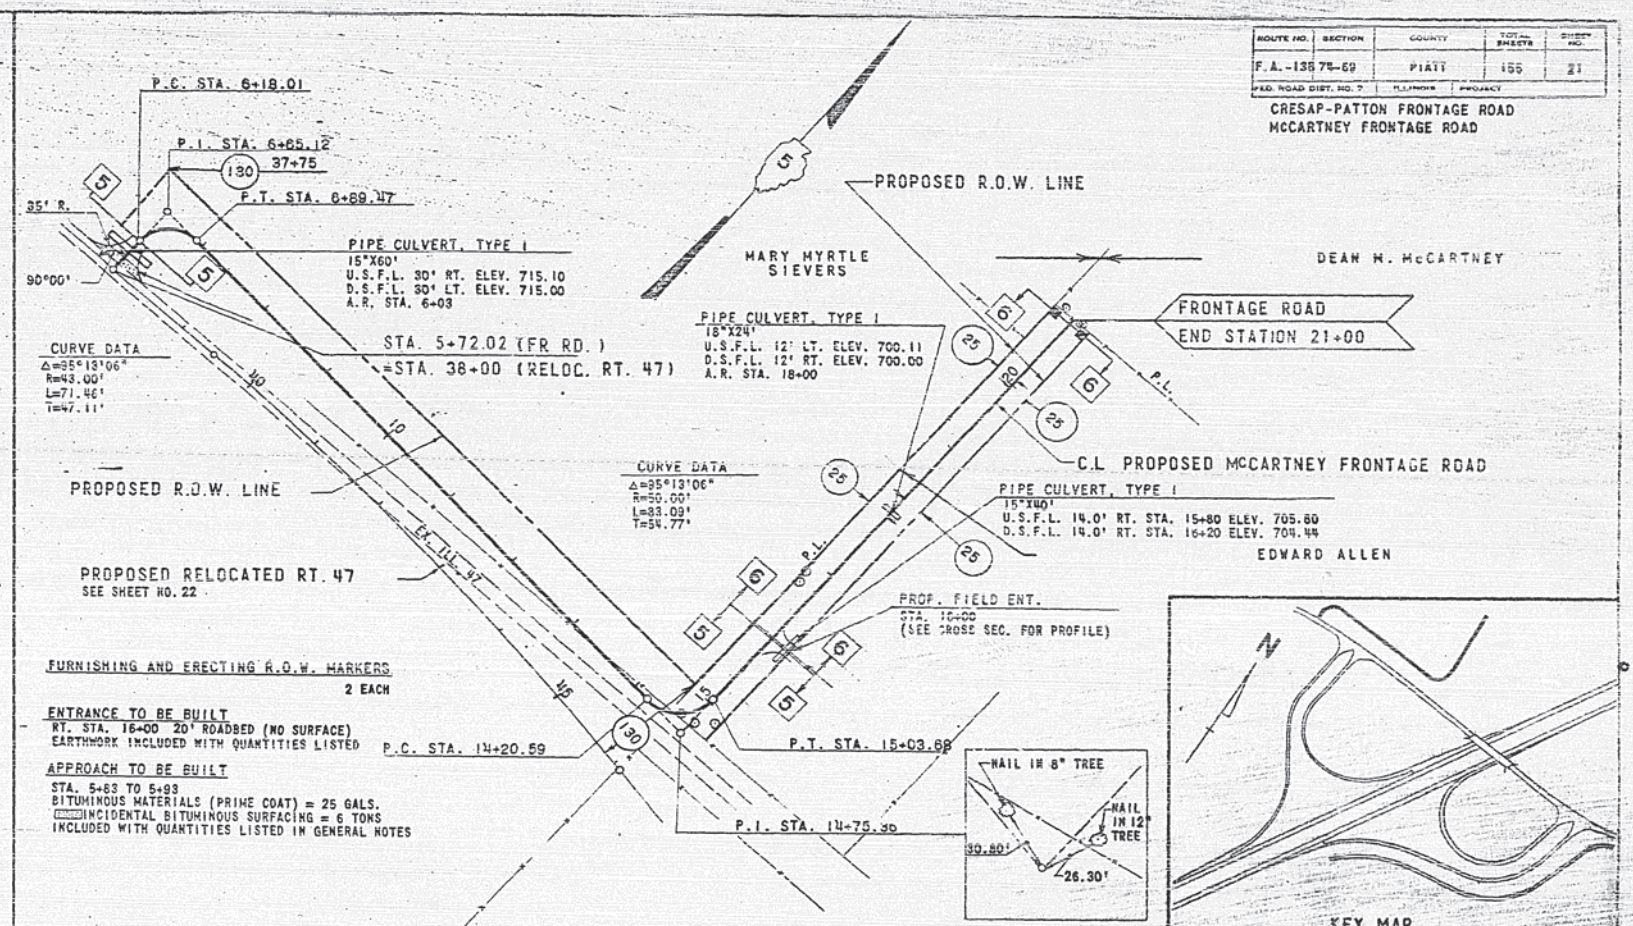 ROUTE NO. SECTION COUNTY TOTAL SHEETS SHEET NO.
F.A.-138 75-69 PIATT 155 21
FED. ROAD DIST. NO. 7 ILLINOIS PROJECT
CRESAP-PATTON FRONTAGE ROAD
MCCARTNEY FRONTAGE ROAD
P.C. STA. 6+18.01
P.I. STA. 6+65.12
130
37+75
P.T. STA. 6+89.47
5
35' R.
90°00'
5
PIPE CULVERT, TYPE 1
15"X60'
U.S.F.L. 30' RT. ELEV. 715.10
D.S.F.L. 30' LT. ELEV. 715.00
A.R. STA. 6+03
STA. 5+72.02 (FR RD.)
=STA. 38+00 (RELOC. RT. 47)
CURVE DATA
Δ=95°13'06"
R=43.00'
L=71.46'
T=47.11'
5
MARY MYRTLE
SIEVERS
PROPOSED R.O.W. LINE
DEAN M. McCARTNEY
FRONTAGE ROAD
END STATION 21+00
PIPE CULVERT, TYPE 1
18"X24'
U.S.F.L. 12' LT. ELEV. 700.11
D.S.F.L. 12' RT. ELEV. 700.00
A.R. STA. 18+00
6
25
20
6
P.L.
25
40
10
PROPOSED R.O.W. LINE
C.L. PROPOSED McCARTNEY FRONTAGE ROAD
CURVE DATA
Δ=95°13'06"
R=50.00'
L=83.09'
T=54.77'
25
PIPE CULVERT, TYPE 1
15"X40'
U.S.F.L. 14.0' RT. STA. 15+80 ELEV. 705.60
D.S.F.L. 14.0' RT. STA. 16+20 ELEV. 704.44
EDWARD ALLEN
25
P.L.
EX. ILL. 47
PROPOSED RELOCATED RT. 47
SEE SHEET NO. 22
6
5
PROP. FIELD ENT.
STA. 16+00
(SEE CROSS SEC. FOR PROFILE)
6
5
45
15
130
FURNISHING AND ERECTING R.O.W. MARKERS
2 EACH
ENTRANCE TO BE BUILT
RT. STA. 16+00 20' ROADBED (NO SURFACE)
EARTHWORK INCLUDED WITH QUANTITIES LISTED
APPROACH TO BE BUILT
STA. 5+83 TO 5+93
BITUMINOUS MATERIALS (PRIME COAT) = 25 GALS.
INCIDENTAL BITUMINOUS SURFACING = 6 TONS
INCLUDED WITH QUANTITIES LISTED IN GENERAL NOTES
P.C. STA. 14+20.59
P.T. STA. 15+03.68
P.I. STA. 14+75.36
NAIL IN 8" TREE
NAIL
IN 12"
TREE
30.80'
26.30'
N
KEY MAP